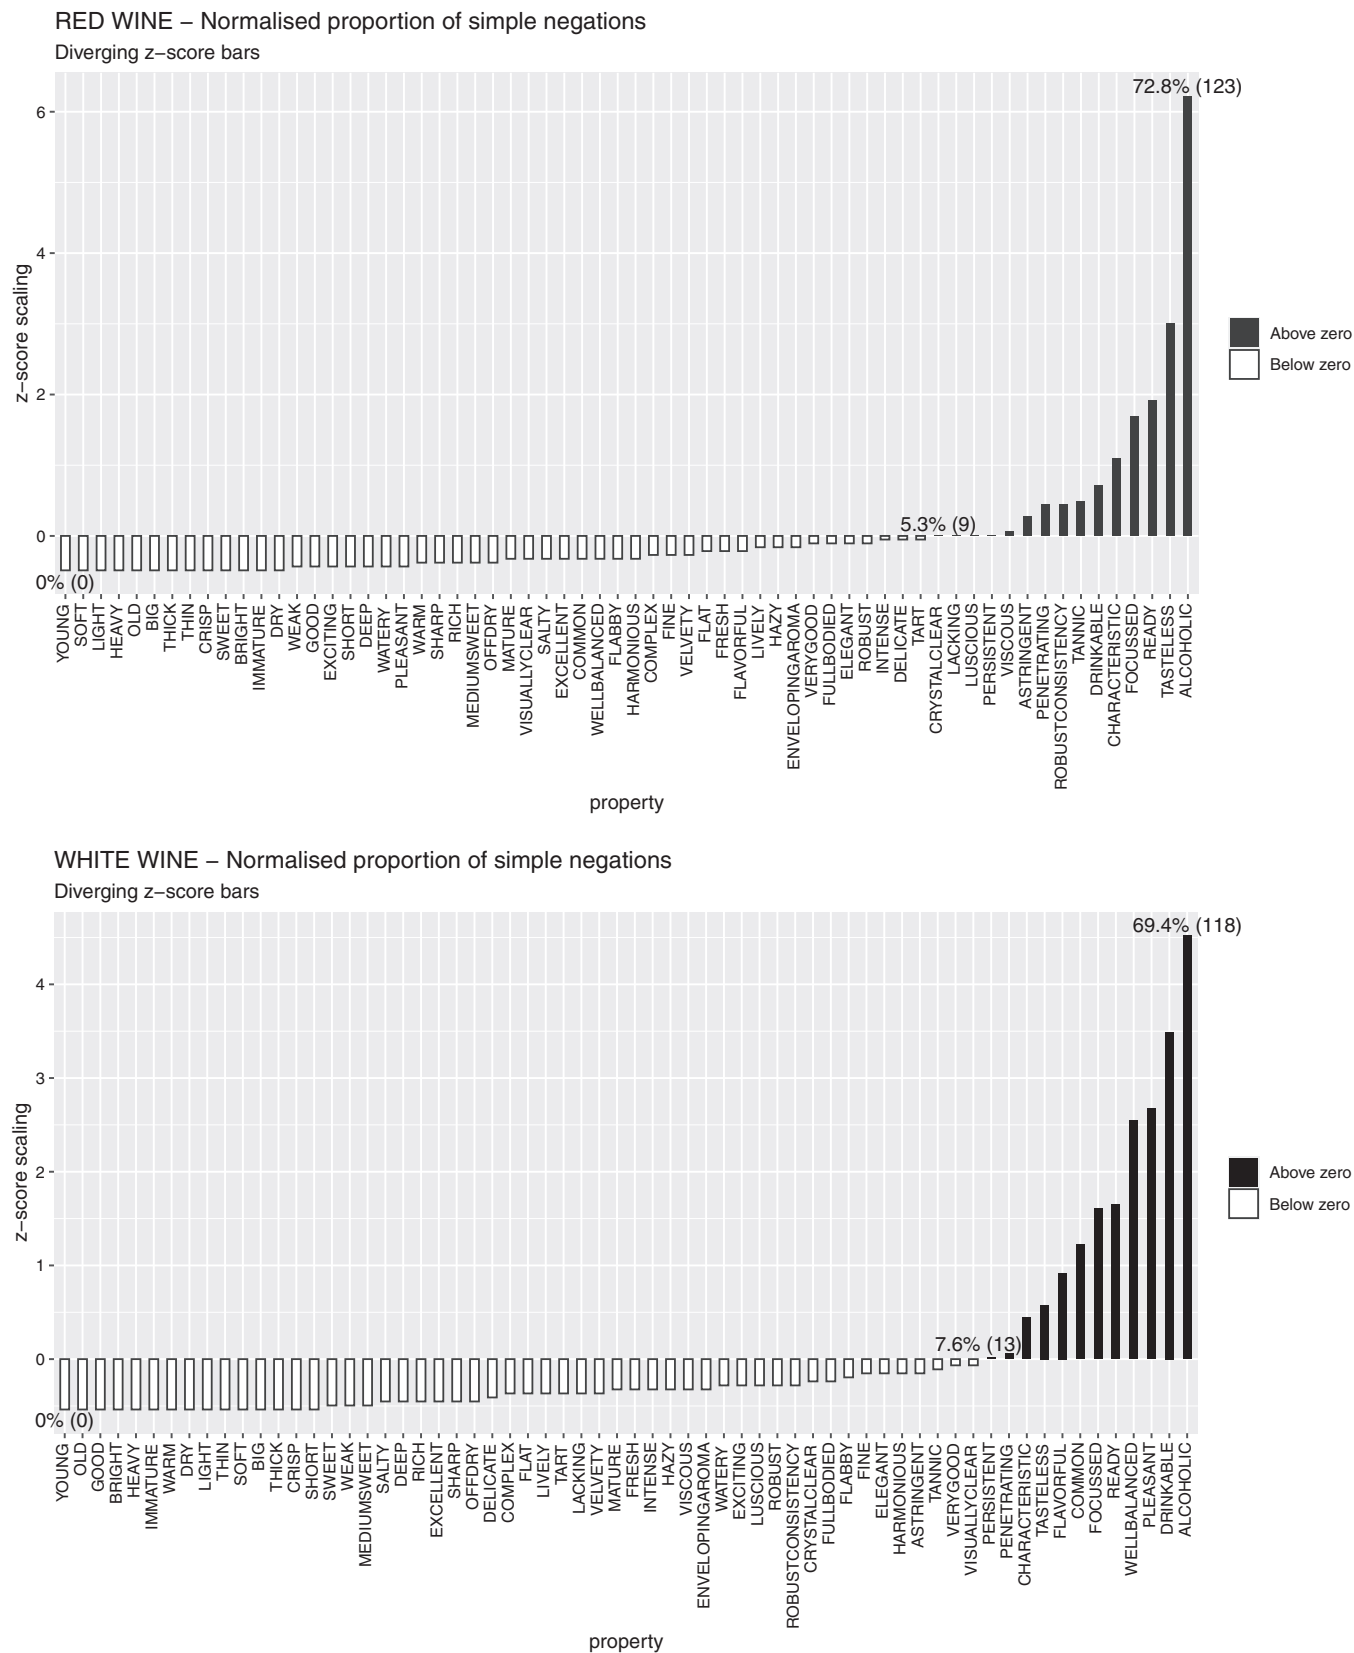 RED WINE − Normalised proportion of simple negations
Diverging z−score bars
72.8% (123)
6
4
2
0
z−score scaling
5.3% (9)
0% (0)
Above zero
Below zero
YOUNG
SOFT
LIGHT
HEAVY
OLD
BIG
THICK
THIN
CRISP
SWEET
BRIGHT
IMMATURE
DRY
WEAK
GOOD
EXCITING
SHORT
DEEP
WATERY
PLEASANT
WARM
SHARP
RICH
MEDIUMSWEET
OFFDRY
MATURE
VISUALLYCLEAR
SALTY
EXCELLENT
COMMON
WELLBALANCED
FLABBY
HARMONIOUS
COMPLEX
FINE
VELVETY
FLAT
FRESH
FLAVORFUL
LIVELY
HAZY
ENVELOPINGAROMA
VERYGOOD
FULLBODIED
ELEGANT
ROBUST
INTENSE
DELICATE
TART
CRYSTALCLEAR
LACKING
LUSCIOUS
PERSISTENT
VISCOUS
ASTRINGENT
PENETRATING
ROBUSTCONSISTENCY
TANNIC
DRINKABLE
CHARACTERISTIC
FOCUSSED
READY
TASTELESS
ALCOHOLIC
property
WHITE WINE − Normalised proportion of simple negations
Diverging z−score bars
69.4% (118)
4
3
2
1
0
z−score scaling
7.6% (13)
0% (0)
Above zero
Below zero
YOUNG
OLD
GOOD
BRIGHT
HEAVY
IMMATURE
WARM
DRY
LIGHT
THIN
SOFT
BIG
THICK
CRISP
SHORT
SWEET
WEAK
MEDIUMSWEET
SALTY
DEEP
RICH
EXCELLENT
SHARP
OFFDRY
DELICATE
COMPLEX
FLAT
LIVELY
TART
LACKING
VELVETY
MATURE
FRESH
INTENSE
HAZY
VISCOUS
ENVELOPINGAROMA
WATERY
EXCITING
LUSCIOUS
ROBUST
ROBUSTCONSISTENCY
CRYSTALCLEAR
FULLBODIED
FLABBY
FINE
ELEGANT
HARMONIOUS
ASTRINGENT
TANNIC
VERYGOOD
VISUALLYCLEAR
PERSISTENT
PENETRATING
CHARACTERISTIC
TASTELESS
FLAVORFUL
COMMON
FOCUSSED
READY
WELLBALANCED
PLEASANT
DRINKABLE
ALCOHOLIC
property